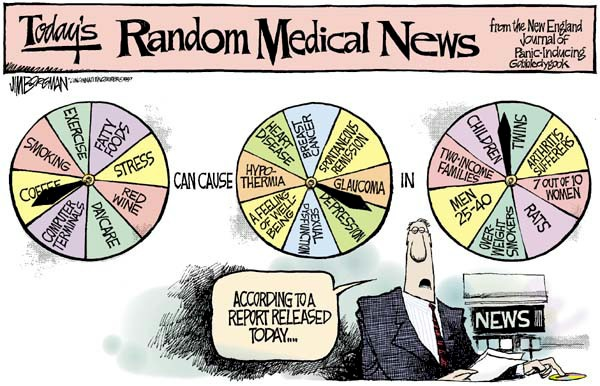 Today's Random Medical News
from the New England
Journal of
Panic-Inducing
Gobbledygook
JIM BORGMAN
EXERCISE
FATTY
FOODS
STRESS
RED
WINE
DAYCARE
COMPUTER
TERMINALS
COFFEE
SMOKING
CAN CAUSE
HEART
DISEASE
BREAST
CANCER
SPONTANEOUS
REMISSION
GLAUCOMA
DEPRESSION
SEXUAL
DYSFUNCTION
A FEELING
OF WELL
BEING
HYPO-
THERMIA
IN
CHILDREN
TWINS
ARTHRITIS
SUFFERERS
7 OUT OF 10
WOMEN
RATS
OVER-
WEIGHT
SMOKERS
MEN
25-40
TWO-INCOME
FAMILIES
ACCORDING TO A
REPORT RELEASED
TODAY....
NEWS